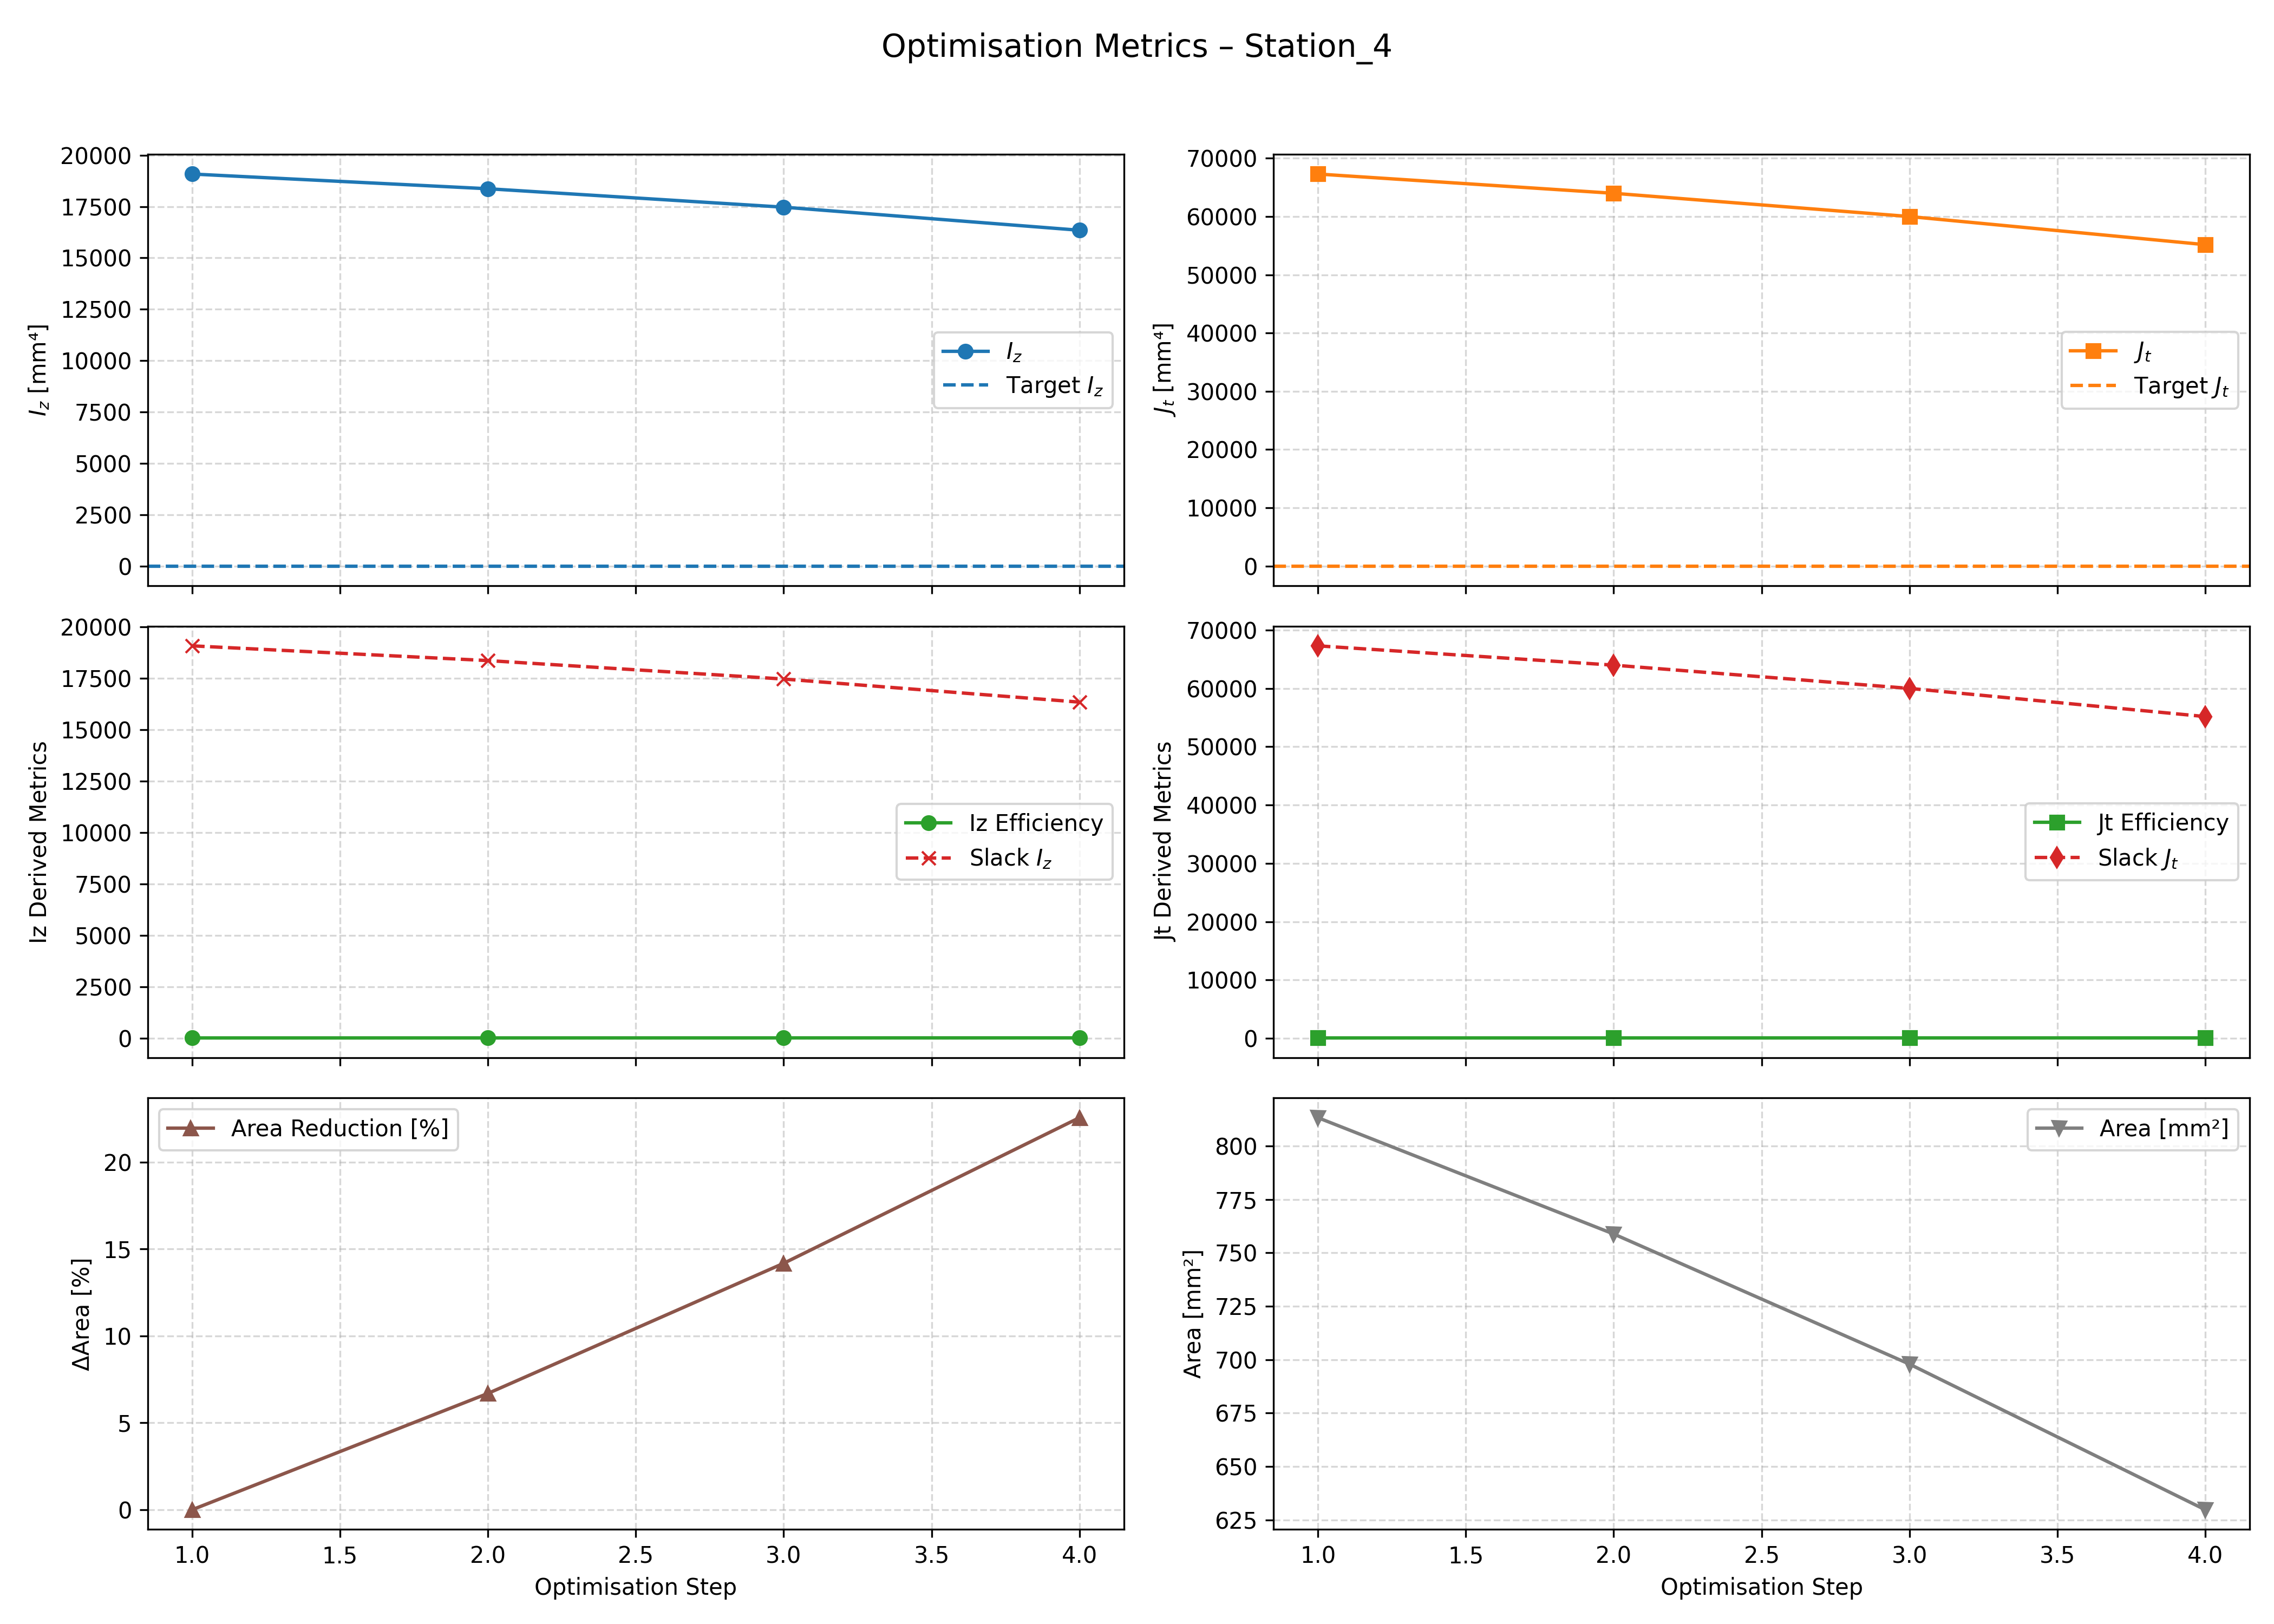 Optimisation Metrics – Station_4
20000
17500
15000
12500
10000
7500
5000
2500
0
I_z [mm⁴]
I_z
Target I_z
70000
60000
50000
40000
30000
20000
10000
0
J_t [mm⁴]
J_t
Target J_t
20000
17500
15000
12500
10000
7500
5000
2500
0
Iz Derived Metrics
Iz Efficiency
Slack I_z
70000
60000
50000
40000
30000
20000
10000
0
Jt Derived Metrics
Jt Efficiency
Slack J_t
20
15
10
5
0
ΔArea [%]
Area Reduction [%]
1.0 1.5 2.0 2.5 3.0 3.5 4.0
Optimisation Step
800
775
750
725
700
675
650
625
Area [mm²]
Area [mm²]
1.0 1.5 2.0 2.5 3.0 3.5 4.0
Optimisation Step